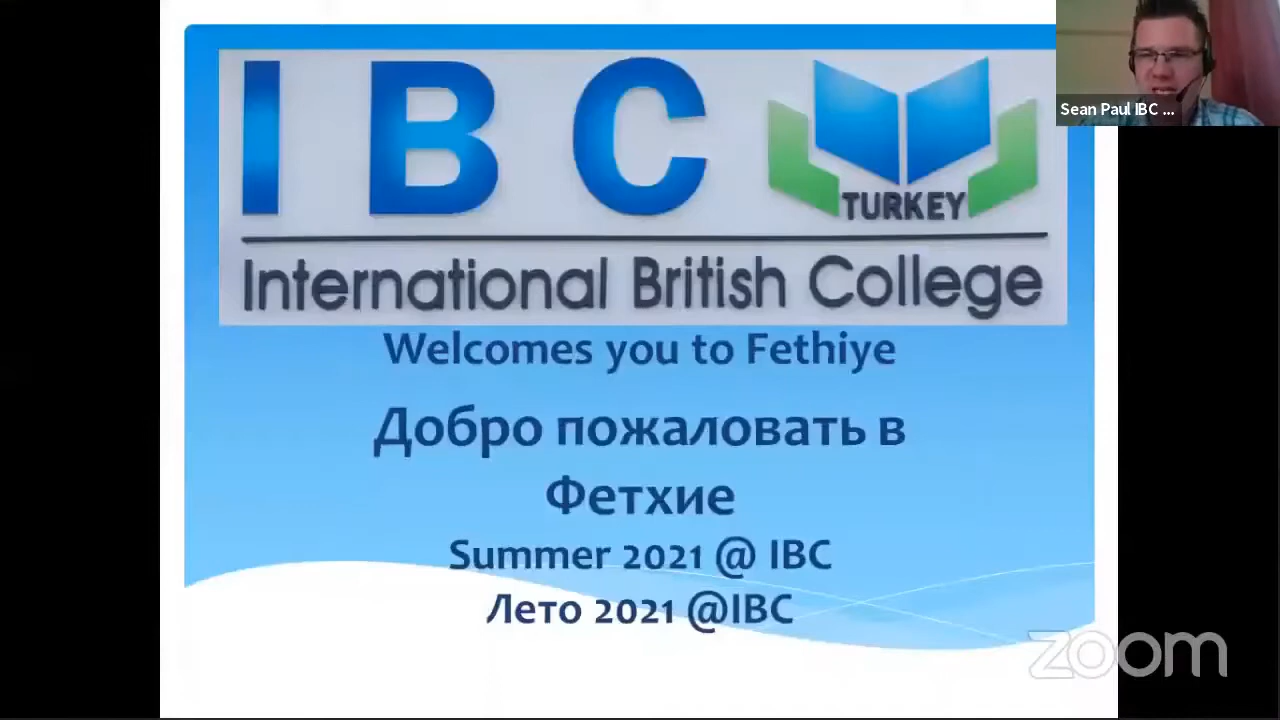 Sean Paul IBC ...
I B C
TURKEY
International British College
Welcomes you to Fethiye
Добро пожаловать в
Фетхие
Summer 2021 @ IBC
Лето 2021 @IBC
zoom